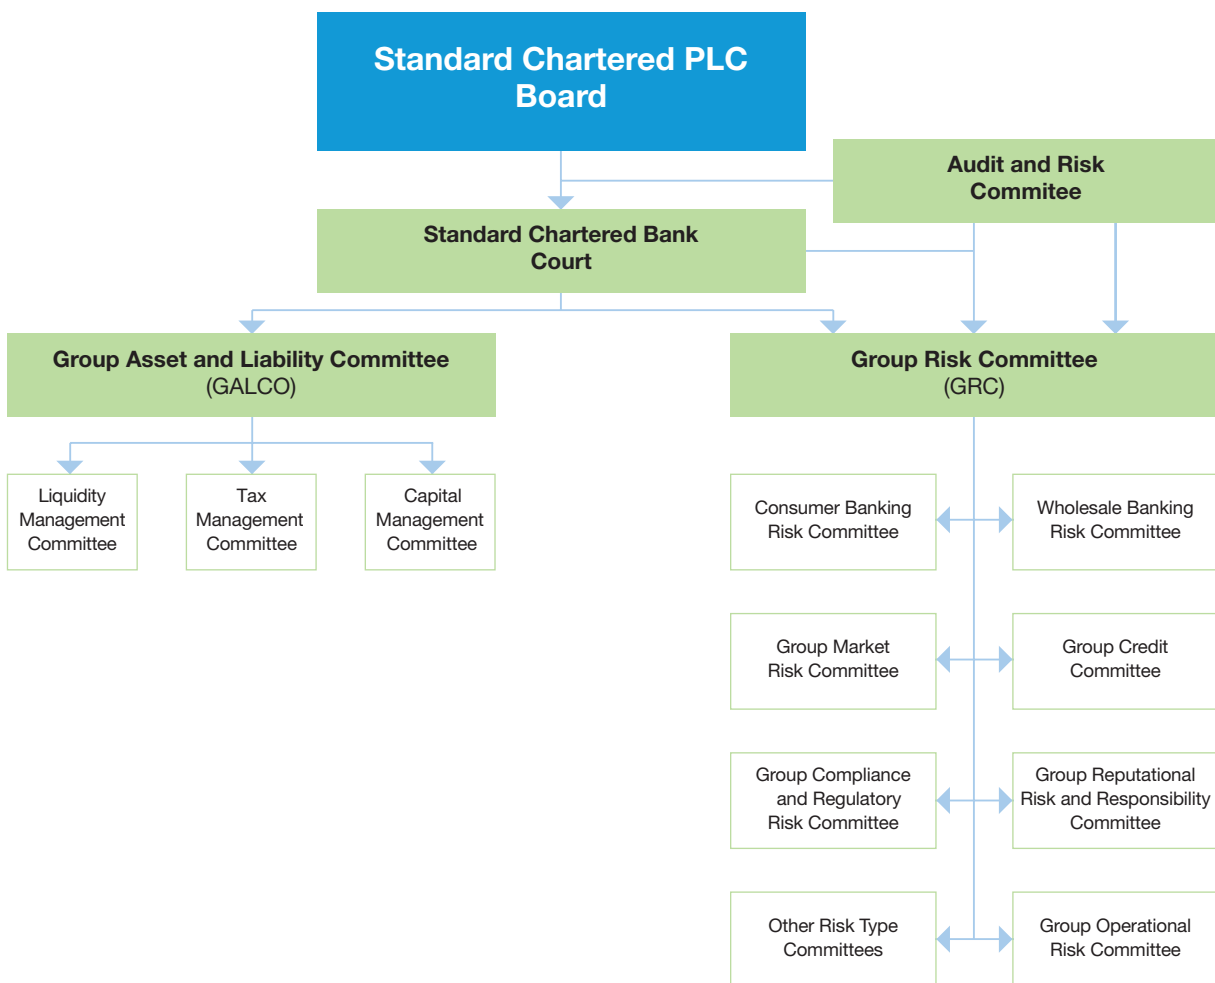 Standard Chartered PLC
Board
Audit and Risk
Commitee
Standard Chartered Bank
Court
Group Asset and Liability Committee
(GALCO)
Group Risk Committee
(GRC)
Liquidity
Management
Committee
Tax
Management
Committee
Capital
Management
Committee
Consumer Banking
Risk Committee
Wholesale Banking
Risk Committee
Group Market
Risk Committee
Group Credit
Committee
Group Compliance
and Regulatory
Risk Committee
Group Reputational
Risk and Responsibility
Committee
Other Risk Type
Committees
Group Operational
Risk Committee